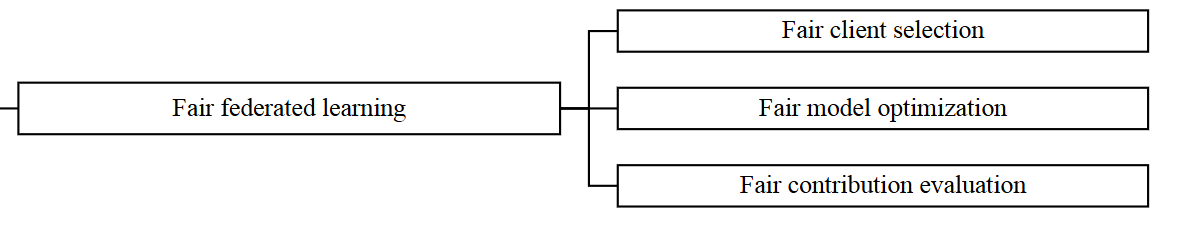 Fair federated learning
Fair client selection
Fair model optimization
Fair contribution evaluation